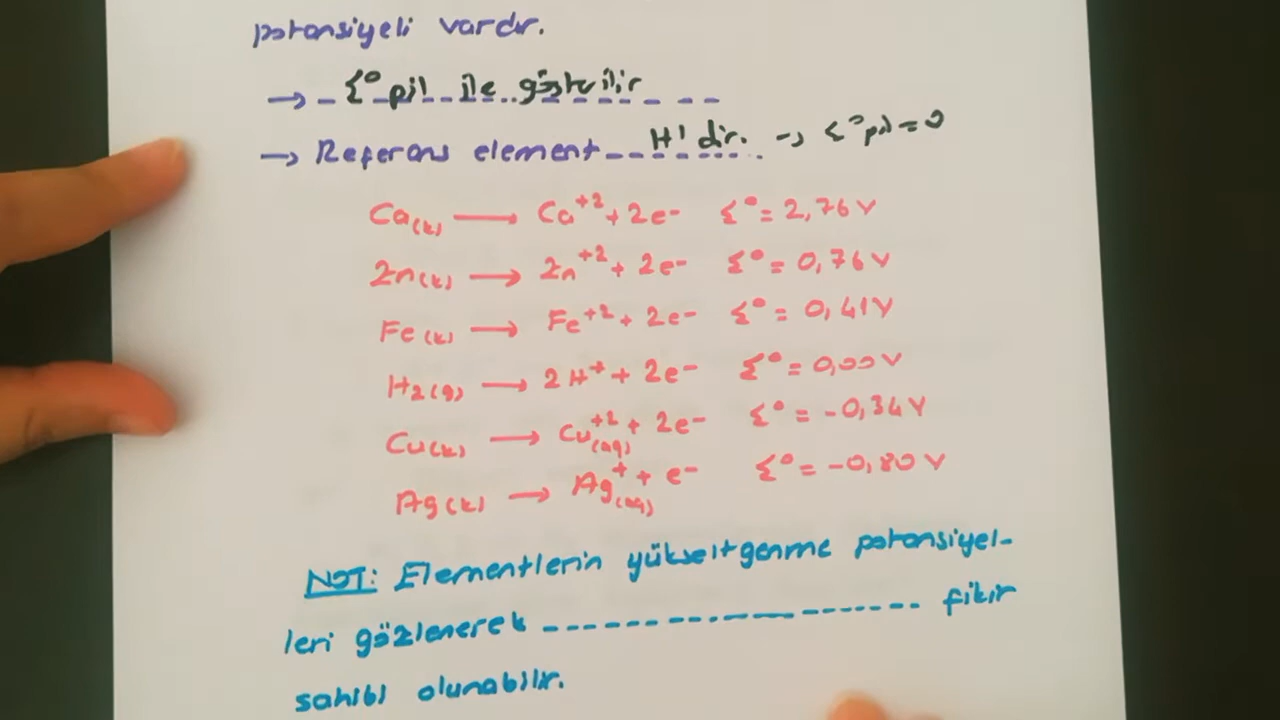 potansiyeli vardır.
→ Ɛ° pil ile gösterilir
→ Referans element H'dir. → Ɛ° pil = 0
Ca(k) → Ca⁺² + 2e⁻ Ɛ° = 2,76 V
Zn(k) → Zn⁺² + 2e⁻ Ɛ° = 0,76 V
Fe(k) → Fe⁺² + 2e⁻ Ɛ° = 0,41 V
H₂(g) → 2H⁺ + 2e⁻ Ɛ° = 0,00 V
Cu(k) → Cu⁺²(aq) + 2e⁻ Ɛ° = -0,34 V
Ag(k) → Ag⁺(aq) + e⁻ Ɛ° = -0,80 V
NOT: Elementlerin yükseltgenme potansiyel-
leri gözlenerek ------------------ fikir
sahibi olunabilir.